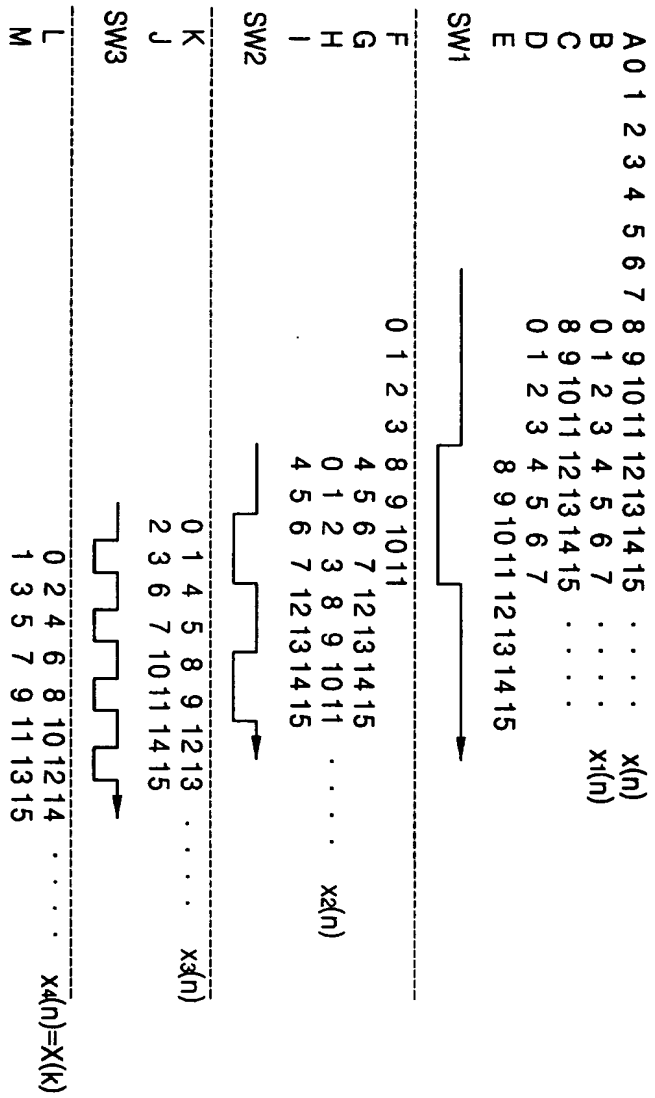 A 0 1 2 3 4 5 6 7 8 9 10 11 12 13 14 15 . . . . x(n)
B 0 1 2 3 4 5 6 7 . . . . x1(n)
C 8 9 10 11 12 13 14 15 . . . .
D 0 1 2 3 4 5 6 7
E 8 9 10 11 12 13 14 15
SW1
F 0 1 2 3 8 9 10 11
G 4 5 6 7 12 13 14 15
H 0 1 2 3 8 9 10 11 . . . . x2(n)
I 4 5 6 7 12 13 14 15
SW2
K 0 1 4 5 8 9 12 13 . . . . x3(n)
J 2 3 6 7 10 11 14 15
SW3
L 0 2 4 6 8 10 12 14 . . . . x4(n)=X(k)
M 1 3 5 7 9 11 13 15